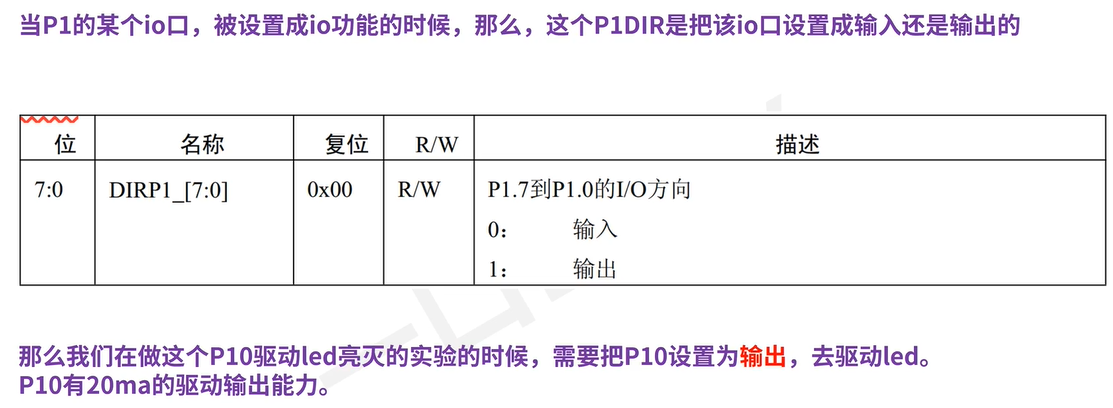 当P1的某个io口，被设置成io功能的时候，那么，这个P1DIR是把该io口设置成输入还是输出的
位 名称 复位 R/W 描述
7:0 DIRP1_[7:0] 0x00 R/W P1.7到P1.0的I/O方向
0： 输入
1： 输出
那么我们在做这个P10驱动led亮灭的实验的时候，需要把P10设置为输出，去驱动led。
P10有20ma的驱动输出能力。